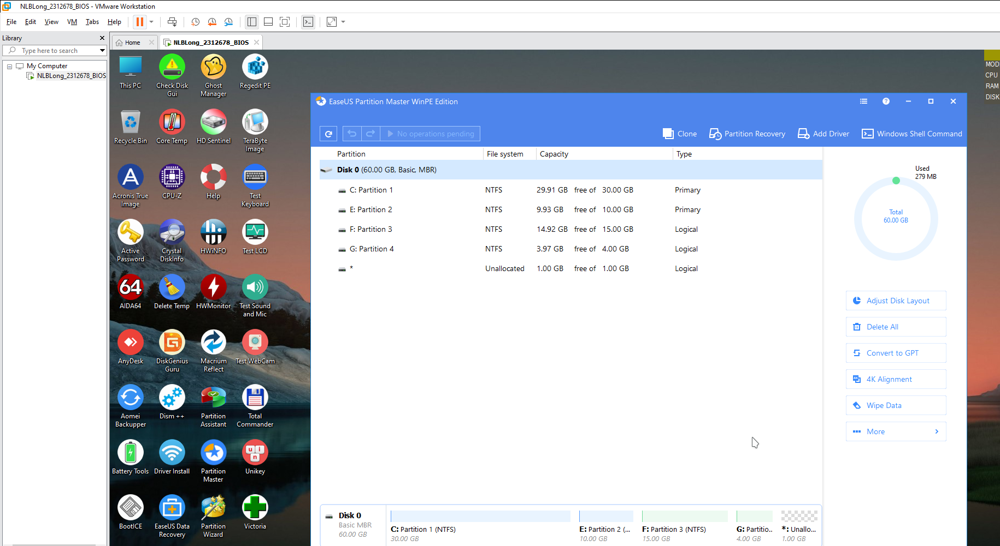 NLBLong_2312678_BIOS - VMware Workstation
File Edit View VM Tabs Help
Library
Type here to search
My Computer
NLBLong_2312678_BIOS
Home
NLBLong_2312678_BIOS
This PC
Check Disk
Gui
Ghost
Manager
Regedit PE
Recycle Bin
Core Temp
HD Sentinel
TeraByte
Image
Acronis True
Image
CPU-Z
Help
Test
Keyboard
Active
Password
Crystal
DiskInfo
HWiNFO
Test LCD
64
AIDA64
Delete Temp
HWMonitor
Test Sound
and Mic
AnyDesk
DiskGenius
Guru
Macrium
Reflect
Test WebCam
Aomei
Backupper
Dism ++
Partition
Assistant
Total
Commander
Battery Tools
Driver Install
Partition
Master
u i n
Unikey
BootICE
EaseUS Data
Recovery
Partition
Wizard
Victoria
MOD
CPU
RAM
DISK
EaseUS Partition Master WinPE Edition
No operations pending
Clone
Partition Recovery
Add Driver
Windows Shell Command
Partition File system Capacity Type
Disk 0 (60.00 GB, Basic, MBR)
C: Partition 1 NTFS 29.91 GB free of 30.00 GB Primary
E: Partition 2 NTFS 9.93 GB free of 10.00 GB Primary
F: Partition 3 NTFS 14.92 GB free of 15.00 GB Logical
G: Partition 4 NTFS 3.97 GB free of 4.00 GB Logical
* Unallocated 1.00 GB free of 1.00 GB Logical
Used
279 MB
Total
60.00 GB
Adjust Disk Layout
Delete All
Convert to GPT
4K Alignment
Wipe Data
More
Disk 0
Basic MBR
60.00 GB
C: Partition 1 (NTFS)
30.00 GB
E: Partition 2 (...
10.00 GB
F: Partition 3 (NTFS)
15.00 GB
G: Partitio...
4.00 GB
*: Unallo...
1.00 GB